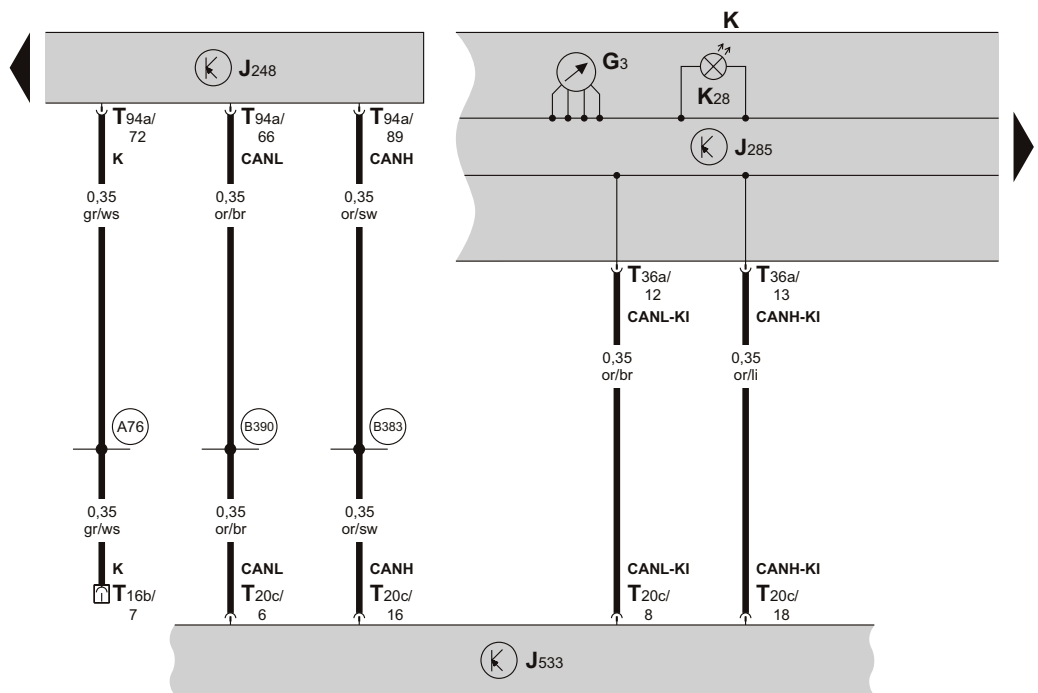 K
J248
G3
K28
J285
T94a/
72
K
T94a/
66
CANL
T94a/
89
CANH
0,35
gr/ws
0,35
or/br
0,35
or/sw
T36a/
12
CANL-KI
T36a/
13
CANH-KI
0,35
or/br
0,35
or/li
A76
B390
B383
0,35
gr/ws
0,35
or/br
0,35
or/sw
K
T16b/
7
CANL
T20c/
6
CANH
T20c/
16
CANL-KI
T20c/
8
CANH-KI
T20c/
18
J533